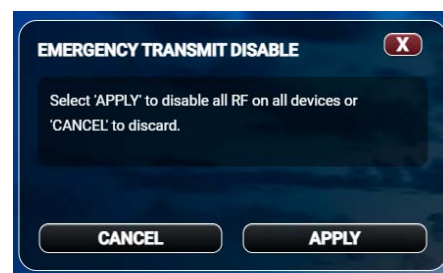 EMERGENCY TRANSMIT DISABLE
X
Select 'APPLY' to disable all RF on all devices or
'CANCEL' to discard.
CANCEL
APPLY